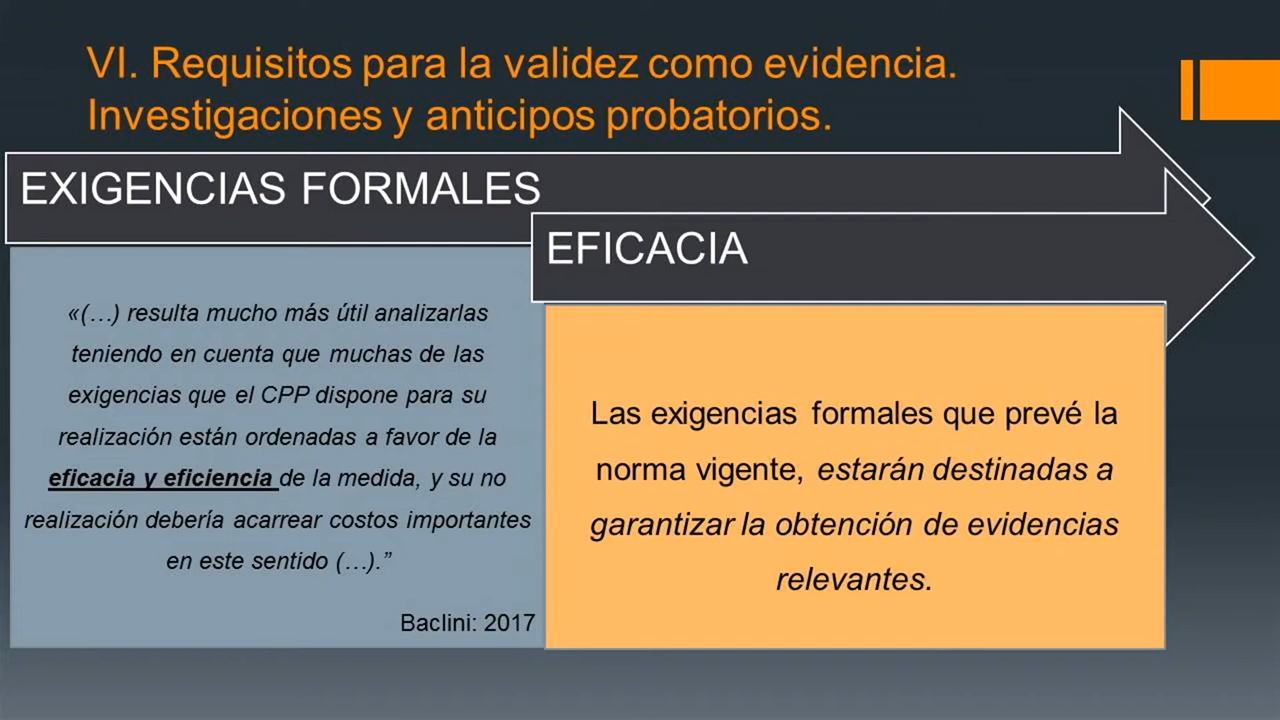 VI. Requisitos para la validez como evidencia.
Investigaciones y anticipos probatorios.
EXIGENCIAS FORMALES
«(…) resulta mucho más útil analizarlas
teniendo en cuenta que muchas de las
exigencias que el CPP dispone para su
realización están ordenadas a favor de la
eficacia y eficiencia de la medida, y su no
realización debería acarrear costos importantes
en este sentido (…).”
Baclini: 2017
EFICACIA
Las exigencias formales que prevé la
norma vigente, estarán destinadas a
garantizar la obtención de evidencias
relevantes.